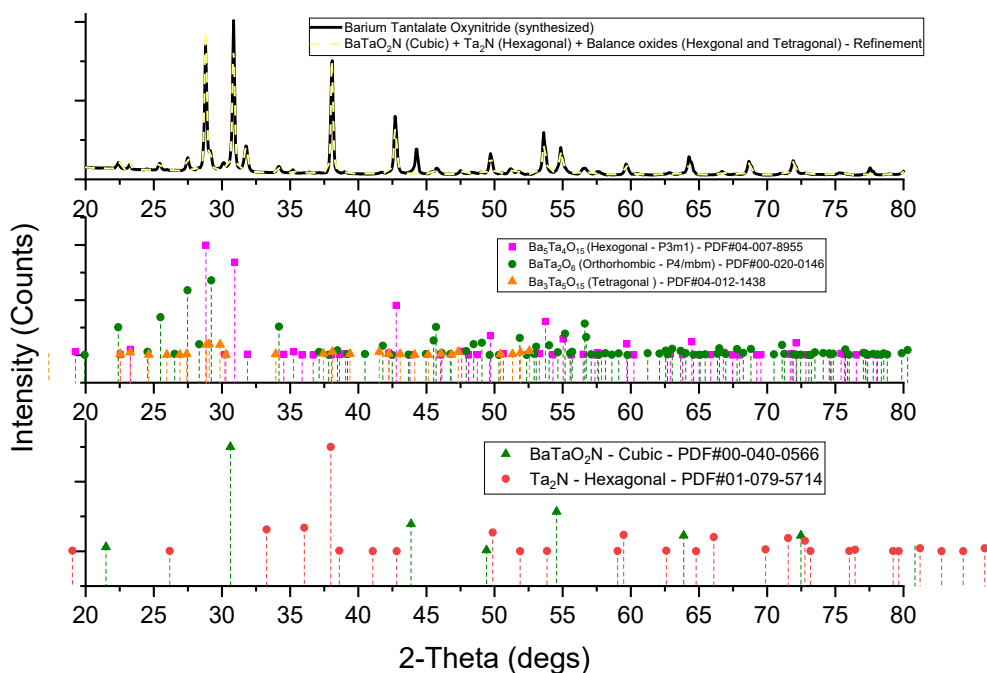 Barium Tantalate Oxynitride (synthesized)
BaTaO₂N (Cubic) + Ta₂N (Hexagonal) + Balance oxides (Hexgonal and Tetragonal) - Refinement
20 25 30 35 40 45 50 55 60 65 70 75 80
Ba₅Ta₄O₁₅ (Hexogonal - P3m1) - PDF#04-007-8955
BaTa₂O₆ (Orthorhombic - P4/mbm) - PDF#00-020-0146
Ba₃Ta₅O₁₅ (Tetragonal ) - PDF#04-012-1438
Intensity (Counts)
20 25 30 35 40 45 50 55 60 65 70 75 80
BaTaO₂N - Cubic - PDF#00-040-0566
Ta₂N - Hexagonal - PDF#01-079-5714
20 25 30 35 40 45 50 55 60 65 70 75 80
2-Theta (degs)